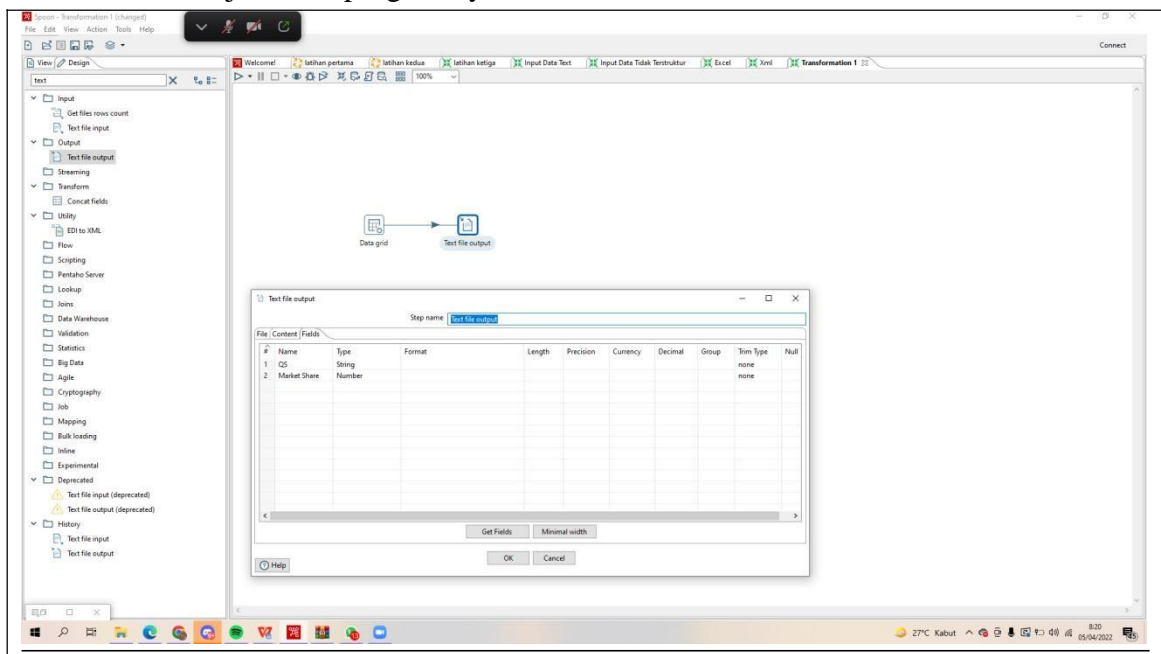 Spoon - Transformation 1 (changed)
File Edit View Action Tools Help
Connect
View Design
Welcome! latihan pertama latihan kedua latihan ketiga Input Data Text Input Data Tidak Terstruktur Excel Xml Transformation 1
text
100%
Input
Get files rows count
Text file input
Output
Text file output
Streaming
Transform
Concat fields
Utility
EDI to XML
Flow
Scripting
Pentaho Server
Lookup
Joins
Data Warehouse
Validation
Statistics
Big Data
Agile
Cryptography
Job
Mapping
Bulk loading
Inline
Experimental
Deprecated
Text file input (deprecated)
Text file output (deprecated)
History
Text file input
Text file output
Data grid Text file output
Text file output
Step name Text file output
File Content Fields
# Name Type Format Length Precision Currency Decimal Group Trim Type Null
1 QS String none
2 Market Share Number none
Get Fields Minimal width
OK Cancel
Help
27°C Kabut
8:20
05/04/2022